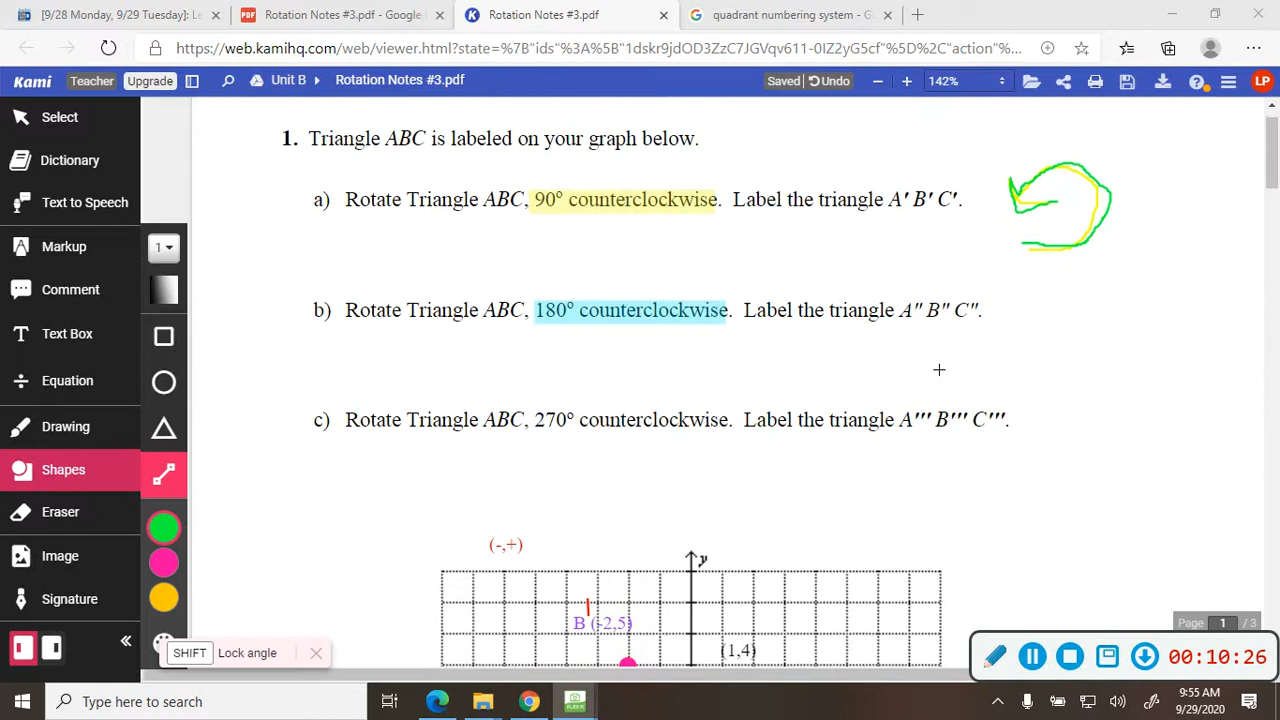 [9/28 Monday, 9/29 Tuesday]: Le
Rotation Notes #3.pdf - Google
Rotation Notes #3.pdf
quadrant numbering system - G
https://web.kamihq.com/web/viewer.html?state=%7B"ids"%3A%5B"1dskr9jdOD3ZzC7JGVqv611-0IZ2yG5cf"%5D%2C"action"%...
Kami Teacher Upgrade Unit B Rotation Notes #3.pdf Saved Undo 142% LP
Select
Dictionary
Text to Speech
Markup
Comment
Text Box
Equation
Drawing
Shapes
Eraser
Image
Signature
1
1. Triangle ABC is labeled on your graph below.
a) Rotate Triangle ABC, 90° counterclockwise. Label the triangle A′ B′ C′.
b) Rotate Triangle ABC, 180° counterclockwise. Label the triangle A″ B″ C″.
c) Rotate Triangle ABC, 270° counterclockwise. Label the triangle A‴ B‴ C‴.
(-,+)
y
B (-2,5)
(1,4)
Page 1 / 3
SHIFT Lock angle
00:10:26
Type here to search
9:55 AM
9/29/2020